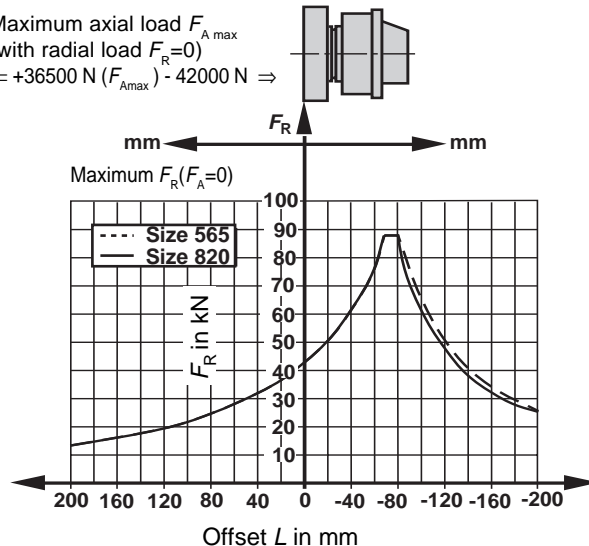 Maximum axial load F_A max
with radial load F_R=0)
= +36500 N (F_Amax) - 42000 N ⇒
F_R
mm
mm
Maximum F_R(F_A=0)
100
90
80
70
60
50
40
30
20
10
Size 565
Size 820
F_R in kN
200 160 120 80 40 0 -40 -80 -120 -160 -200
Offset L in mm